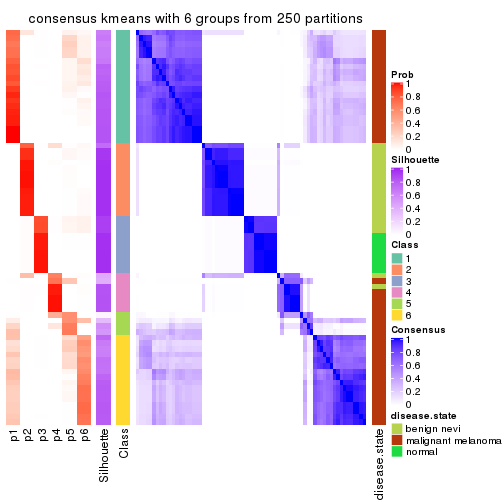 consensus kmeans with 6 groups from 250 partitions
Prob
1
0.8
0.6
0.4
0.2
0
Silhouette
1
0.8
0.6
0.4
0.2
0
Class
1
2
3
4
5
6
Consensus
1
0.8
0.6
0.4
0.2
0
disease.state
benign nevi
malignant melanoma
normal
p1
p2
p3
p4
p5
p6
Silhouette
Class
disease.state